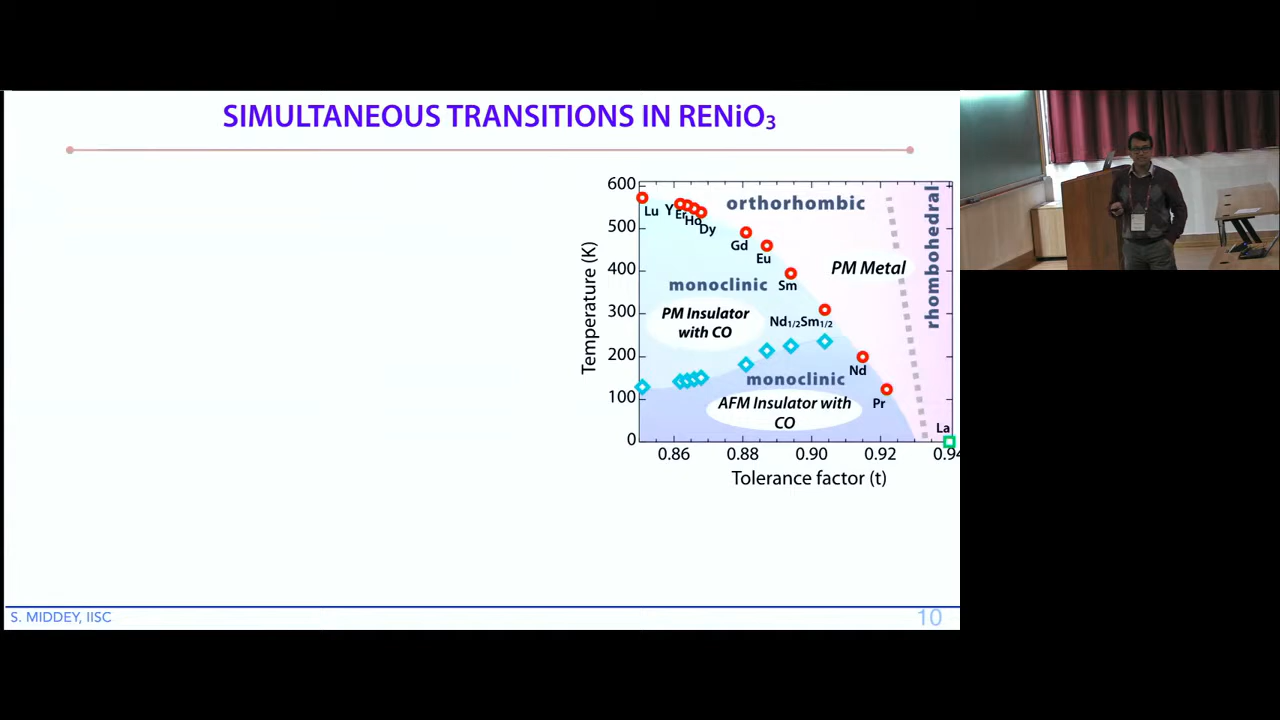 SIMULTANEOUS TRANSITIONS IN RENiO₃
600
500
400
300
200
100
0
Temperature (K)
orthorhombic
rhombohedral
Lu
Y
Er
Ho
Dy
Gd
Eu
Sm
Nd₁/₂Sm₁/₂
Nd
Pr
La
PM Metal
monoclinic
PM Insulator
with CO
monoclinic
AFM Insulator with
CO
0.86
0.88
0.90
0.92
0.94
Tolerance factor (t)
S. MIDDEY, IISC
10